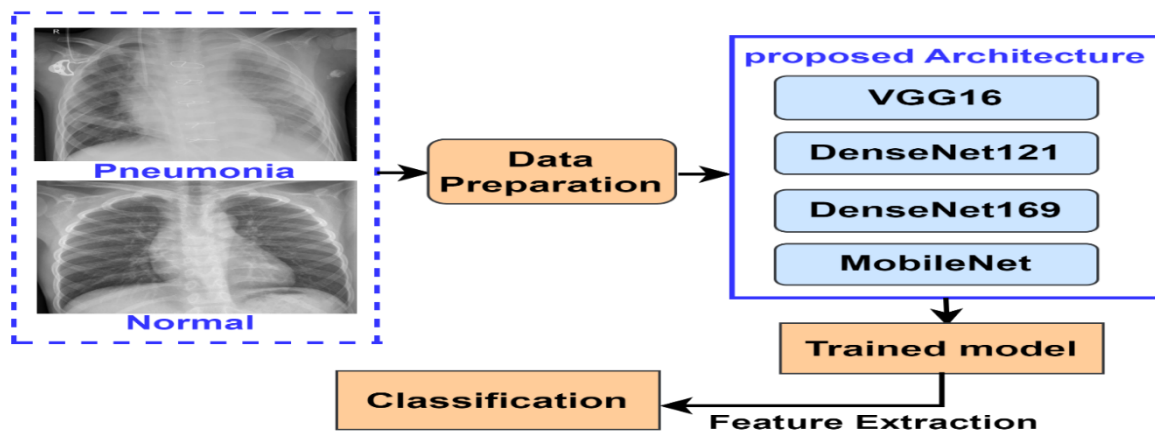 R
Pneumonia
Normal
Data
Preparation
proposed Architecture
VGG16
DenseNet121
DenseNet169
MobileNet
Trained model
Feature Extraction
Classification